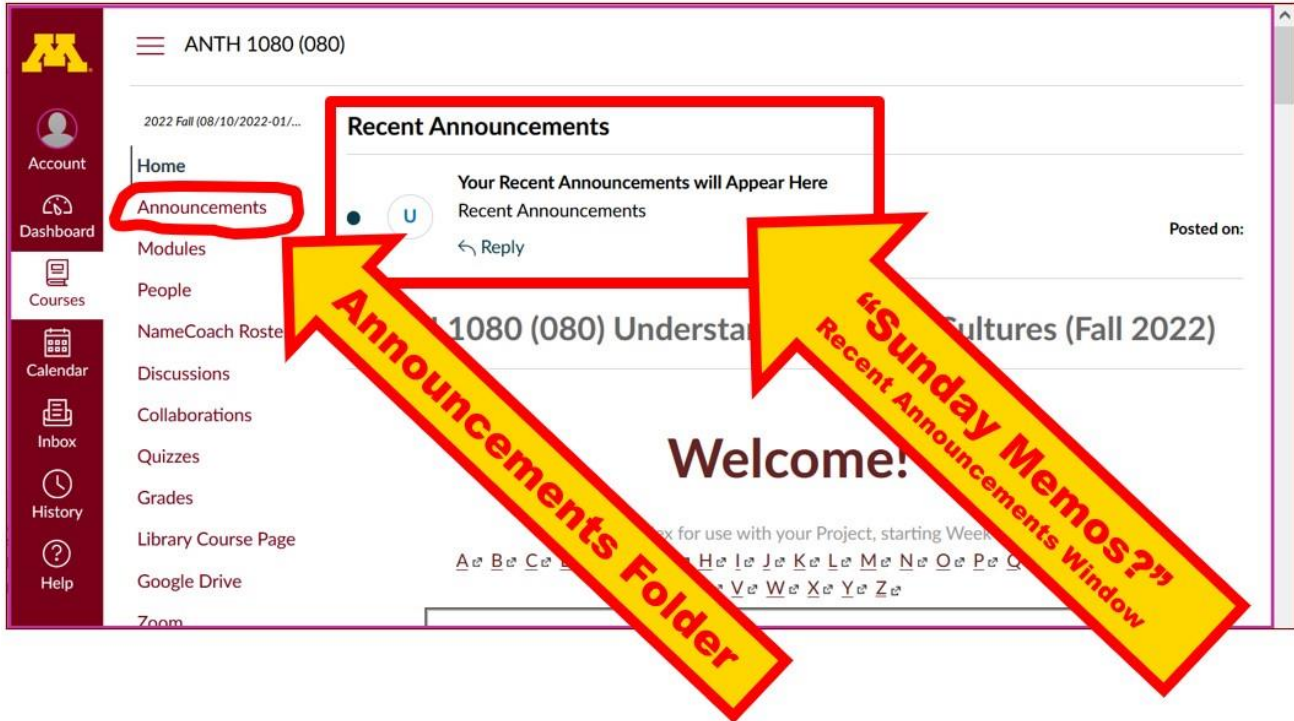 M
ANTH 1080 (080)
Account
Dashboard
Courses
Calendar
Inbox
History
Help
2022 Fall (08/10/2022-01/...
Home
Announcements
Modules
People
NameCoach Roste
Discussions
Collaborations
Quizzes
Grades
Library Course Page
Google Drive
Zoom
Recent Announcements
U
Your Recent Announcements will Appear Here
Recent Announcements
Reply
Posted on:
1080 (080) Understa ultures (Fall 2022)
Welcome!
ex for use with your Project, starting Week
A B C H I J K L M N O P Q
V W X Y Z
Announcements Folder
“Sunday Memos?”
Recent Announcements Window